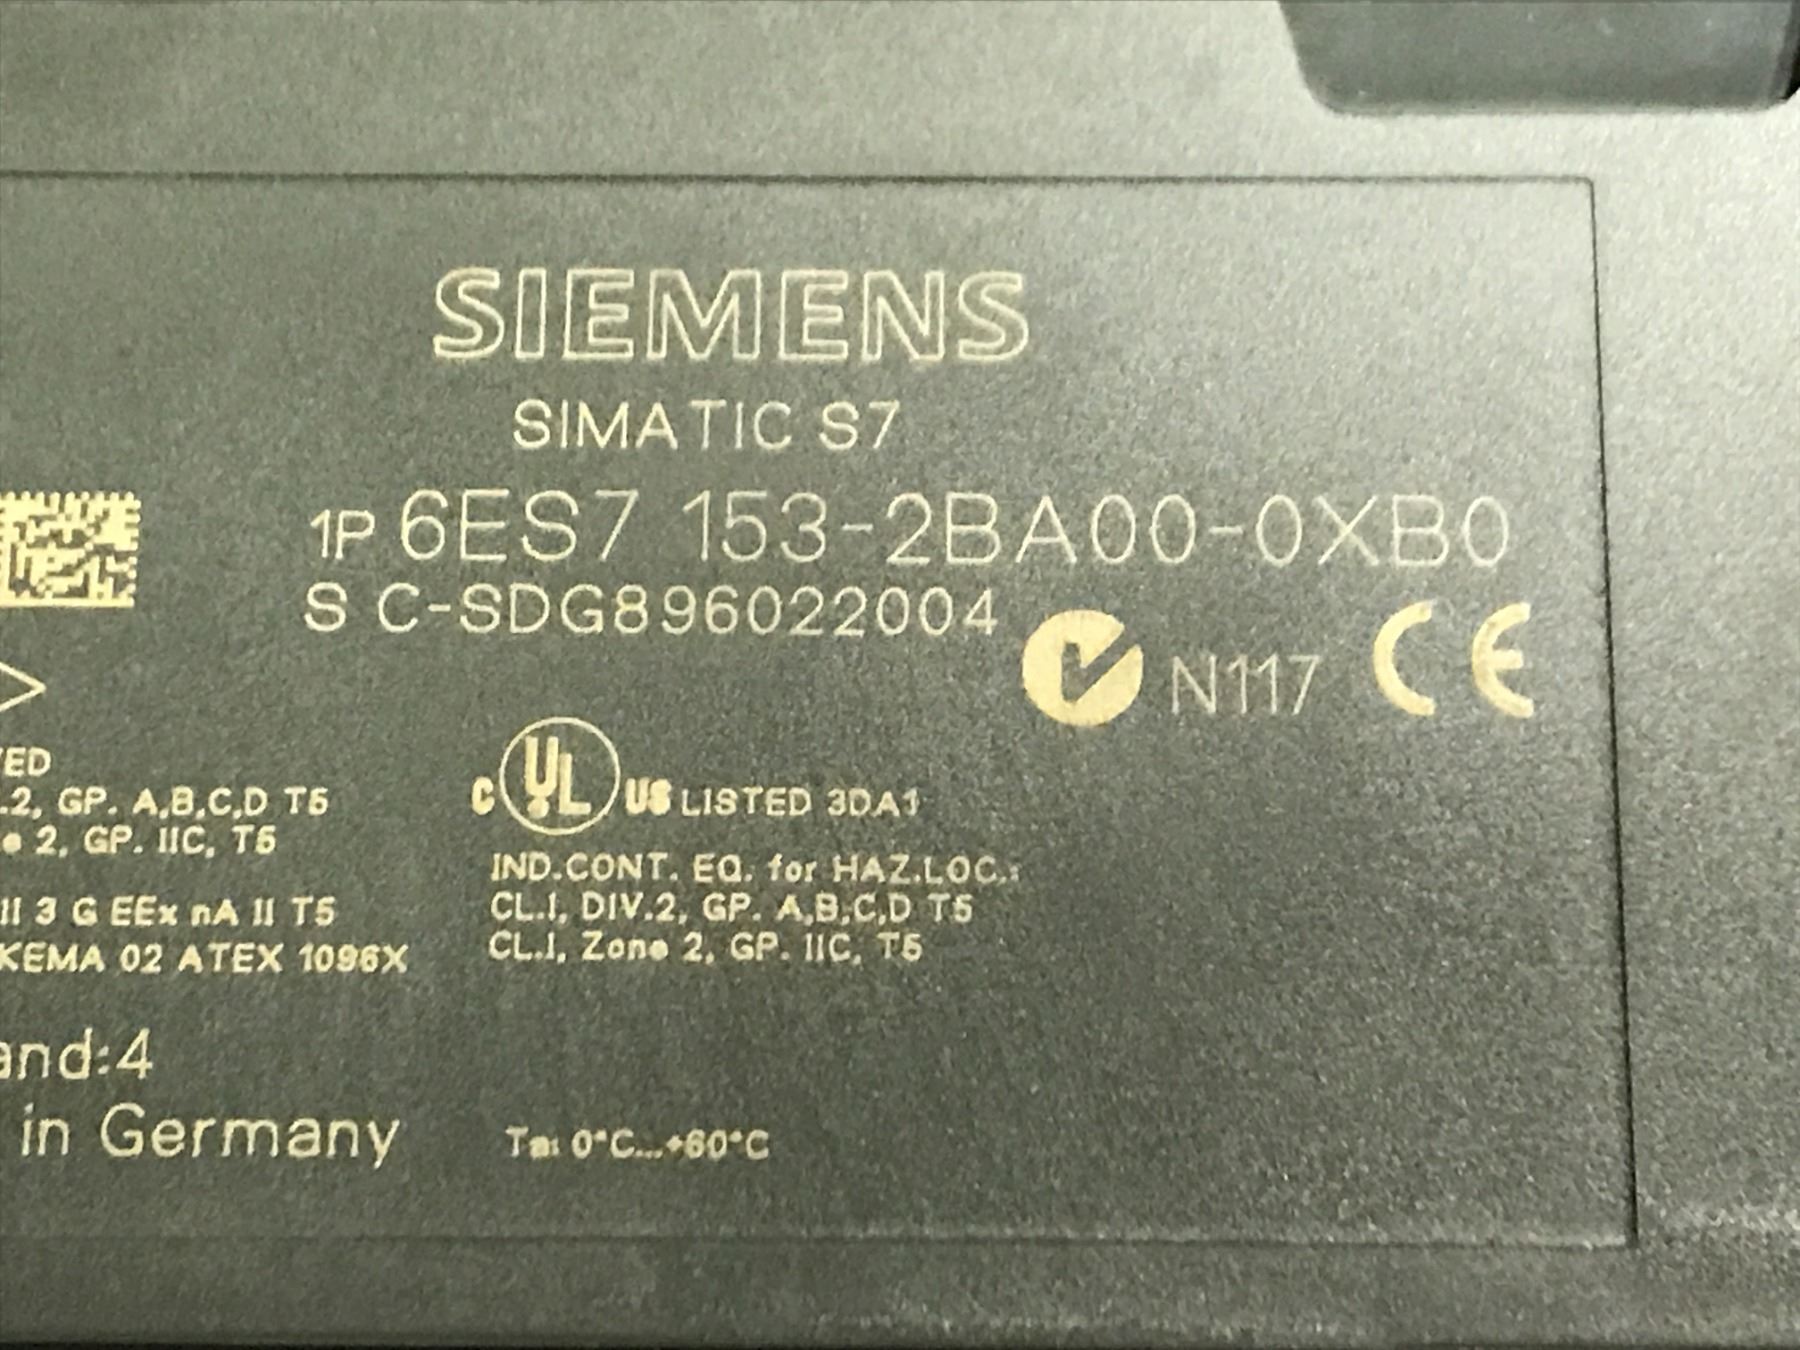 SIEMENS
SIMATIC S7
1P 6ES7 153-2BA00-0XB0
S C-SDG896022004
N117 CE
C UL US LISTED 3DA1
IND.CONT. EQ. for HAZ.LOC.:
CL.I, DIV.2, GP. A,B,C,D T5
CL.I, Zone 2, GP. IIC, T5
Ta: 0°C...+60°C
.2, GP. A,B,C,D T5
2, GP. IIC, T5
II 3 G EEx nA II T5
KEMA 02 ATEX 1096X
:4
in Germany